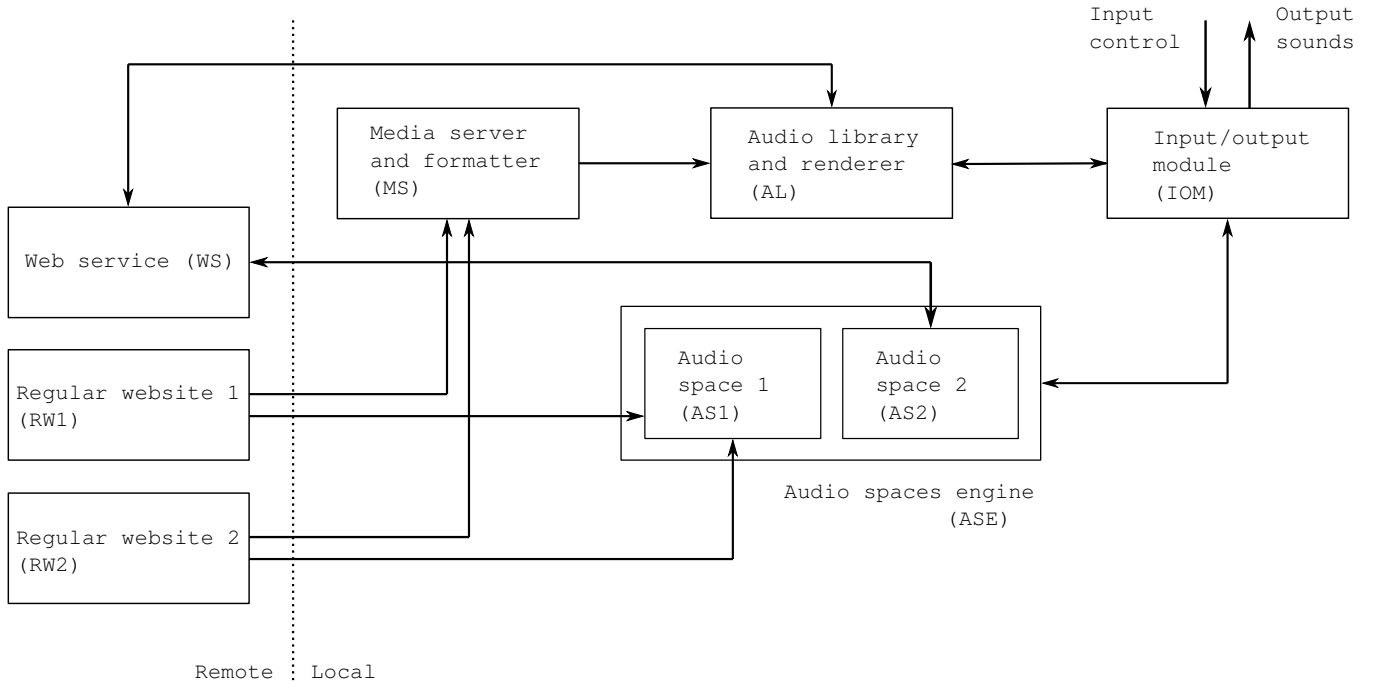 Input
control
Output
sounds
Media server
and formatter
(MS)
Audio library
and renderer
(AL)
Input/output
module
(IOM)
Web service (WS)
Audio
space 1
(AS1)
Audio
space 2
(AS2)
Regular website 1
(RW1)
Audio spaces engine
(ASE)
Regular website 2
(RW2)
Remote
Local